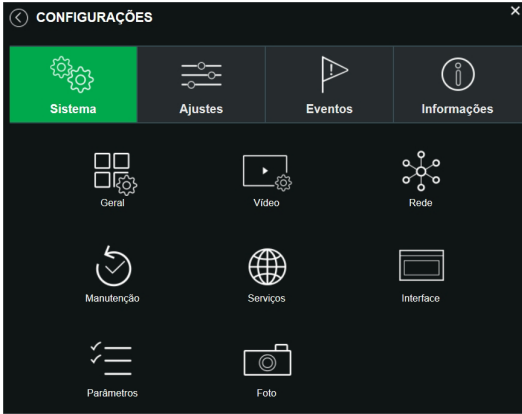 CONFIGURAÇÕES
Sistema Ajustes Eventos Informações
Geral Vídeo Rede
Manutenção Serviços Interface
Parâmetros Foto